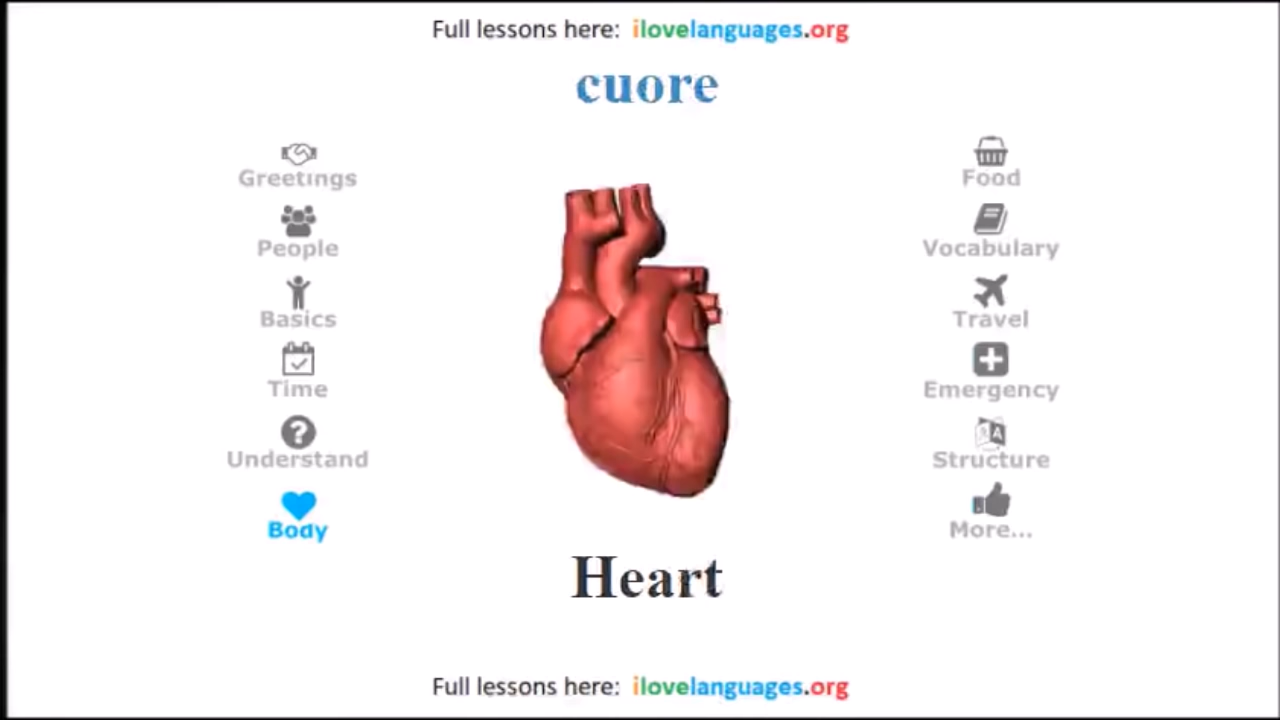 Full lessons here: ilovelanguages.org
cuore
Greetings
People
Basics
Time
Understand
Body
Food
Vocabulary
Travel
Emergency
Structure
More...
Heart
Full lessons here: ilovelanguages.org